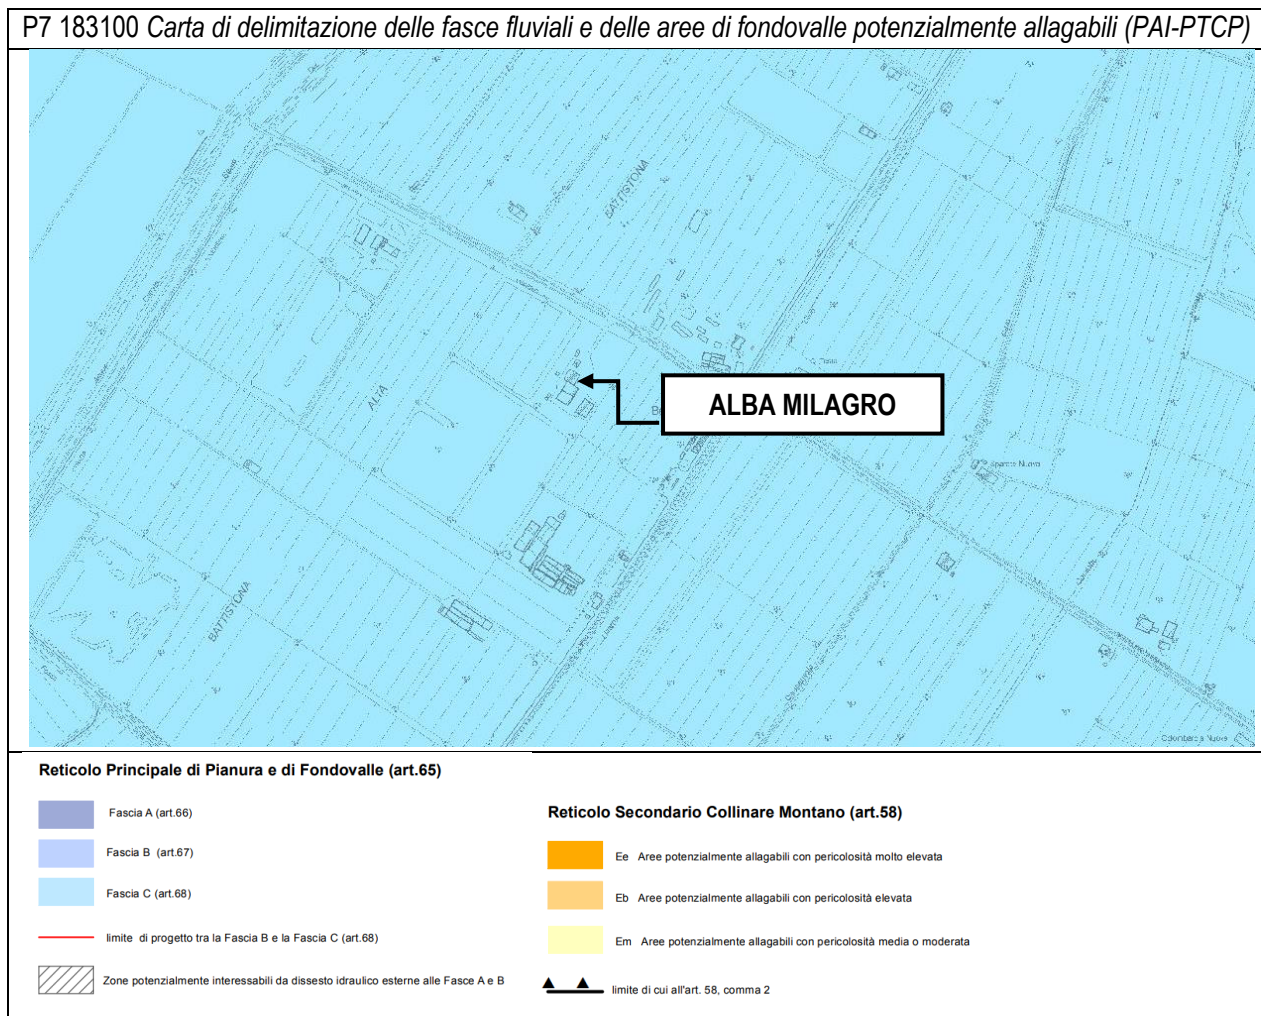 P7 183100 Carta di delimitazione delle fasce fluviali e delle aree di fondovalle potenzialmente allagabili (PAI-PTCP)
BATTISTONA
ALTA
ALBA MILAGRO
BATTISTONA
Reticolo Principale di Pianura e di Fondovalle (art.65)
Fascia A (art.66)
Fascia B (art.67)
Fascia C (art.68)
limite di progetto tra la Fascia B e la Fascia C (art.68)
Zone potenzialmente interessabili da dissesto idraulico esterne alle Fasce A e B
Reticolo Secondario Collinare Montano (art.58)
Ee Aree potenzialmente allagabili con pericolosità molto elevata
Eb Aree potenzialmente allagabili con pericolosità elevata
Em Aree potenzialmente allagabili con pericolosità media o moderata
limite di cui all'art. 58, comma 2